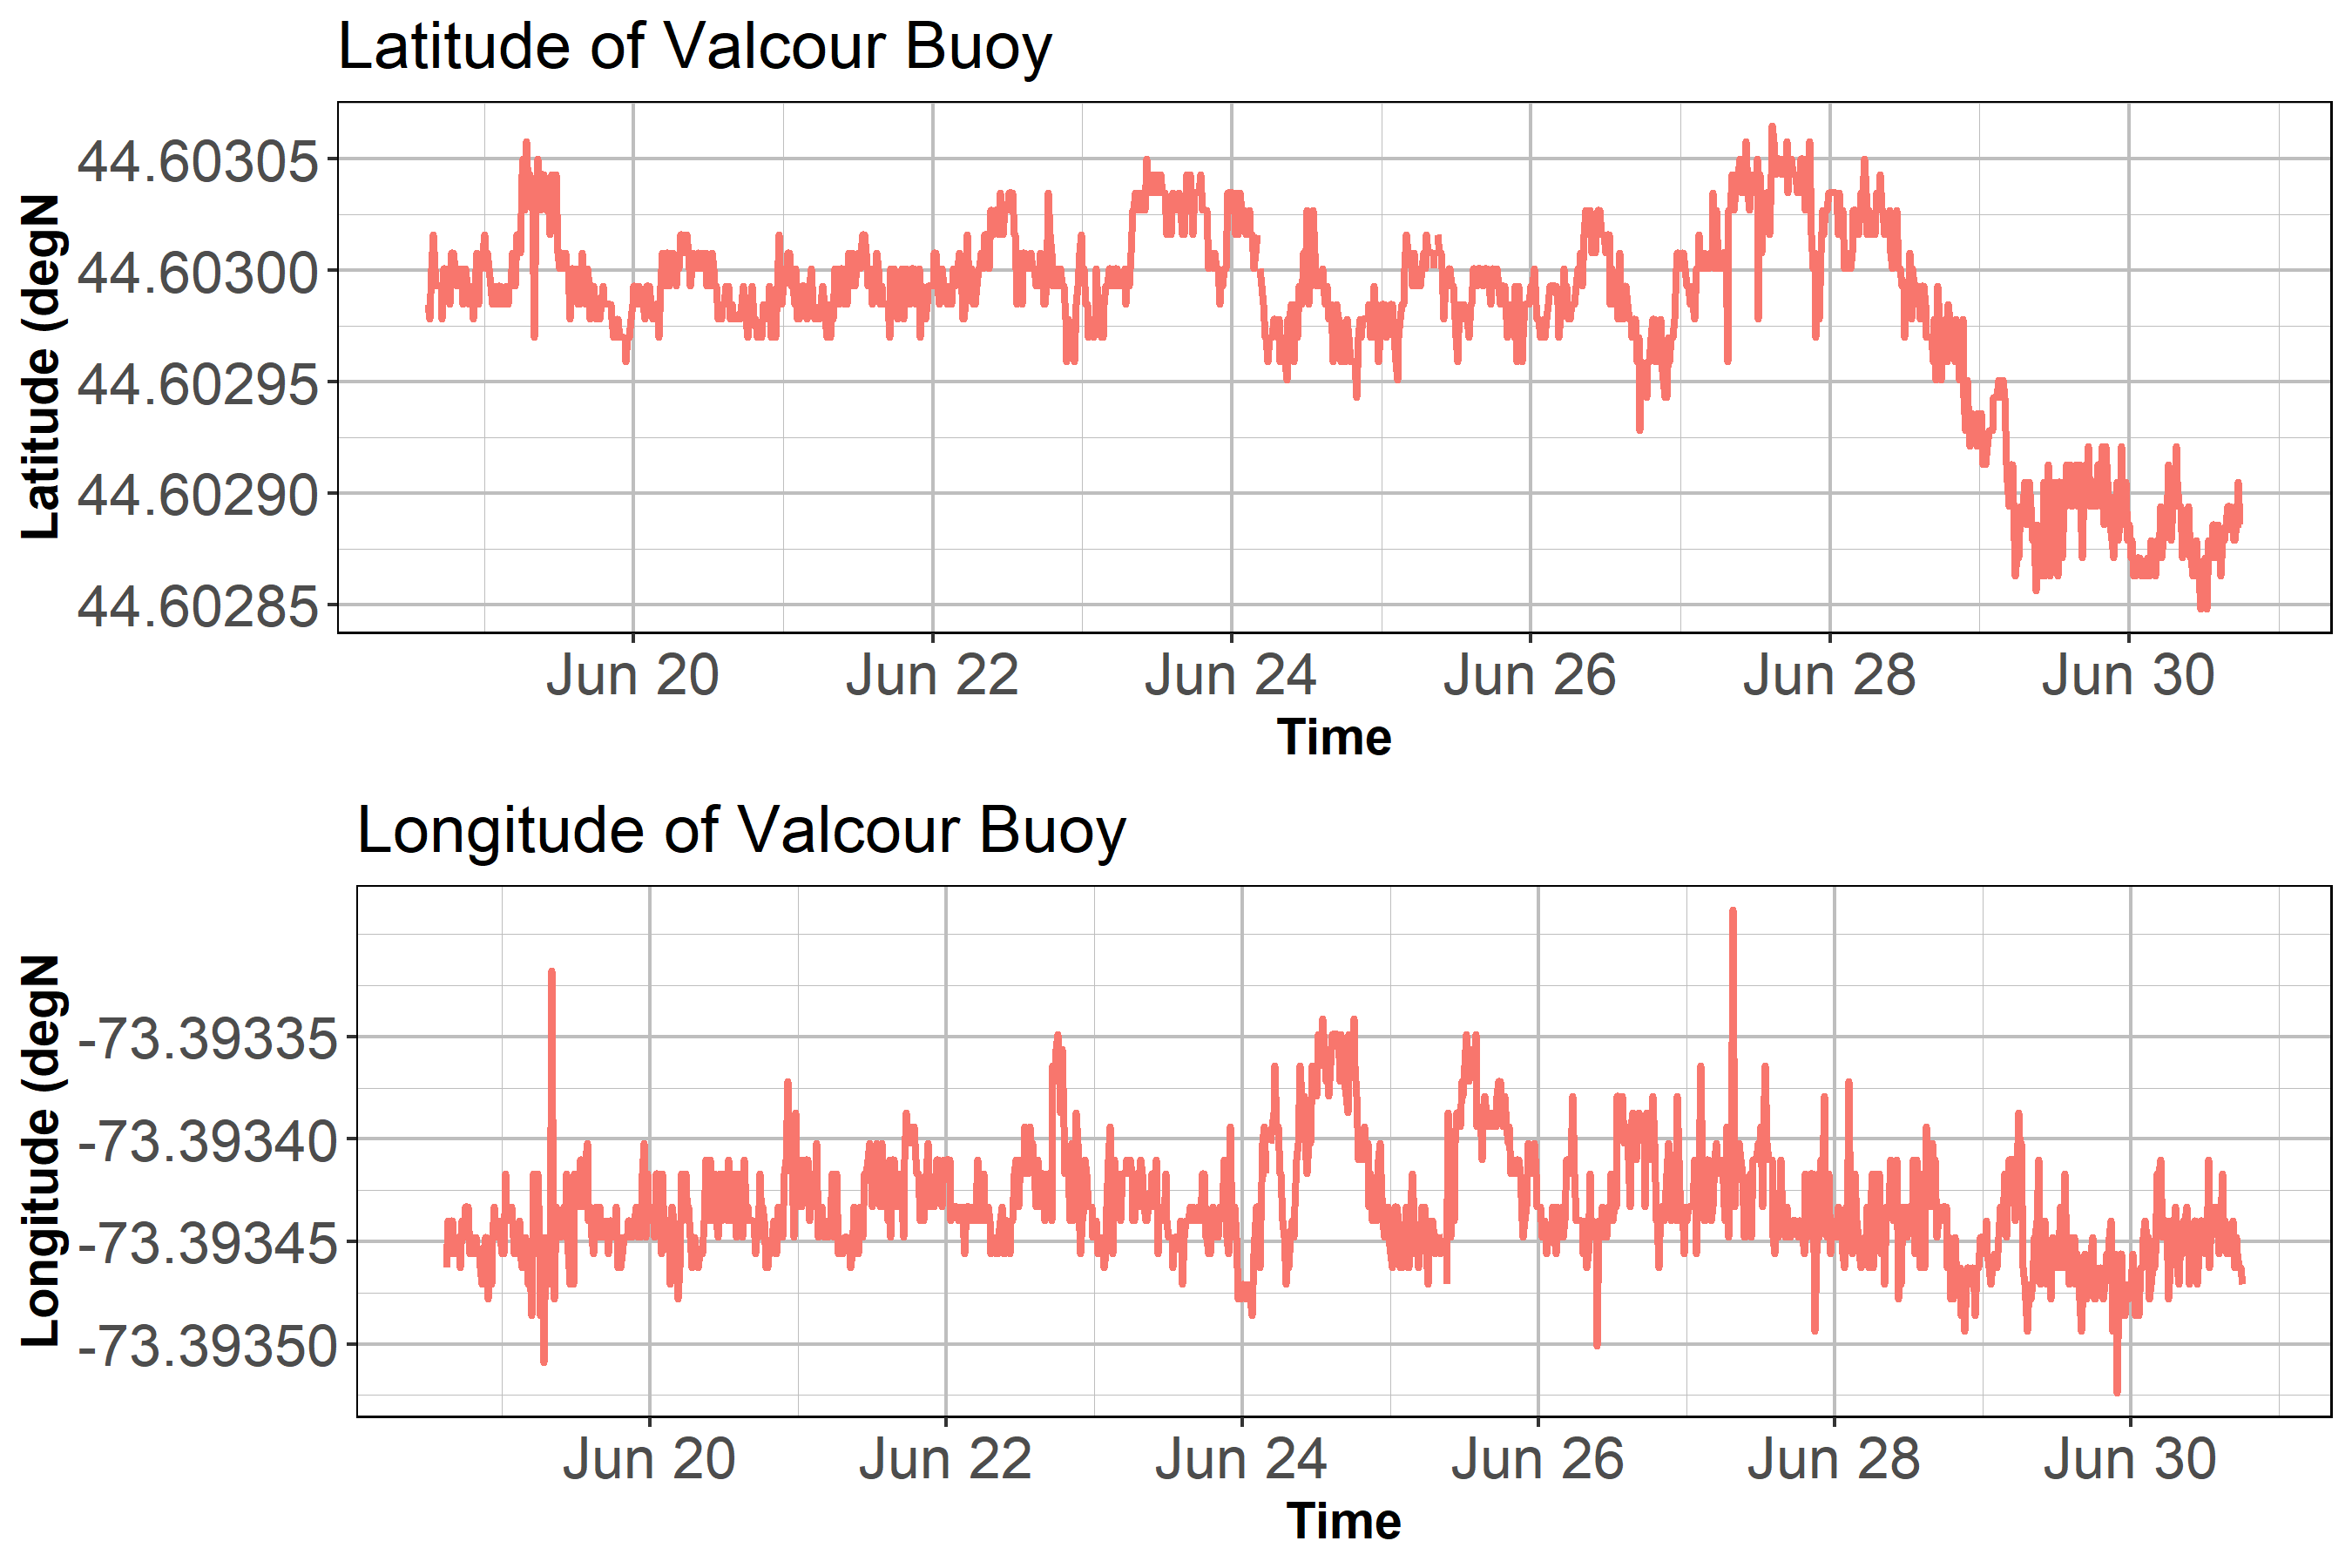 Latitude of Valcour Buoy
Latitude (degN
44.60305
44.60300
44.60295
44.60290
44.60285
Jun 20 Jun 22 Jun 24 Jun 26 Jun 28 Jun 30
Time
Longitude of Valcour Buoy
Longitude (degN
-73.39335
-73.39340
-73.39345
-73.39350
Jun 20 Jun 22 Jun 24 Jun 26 Jun 28 Jun 30
Time